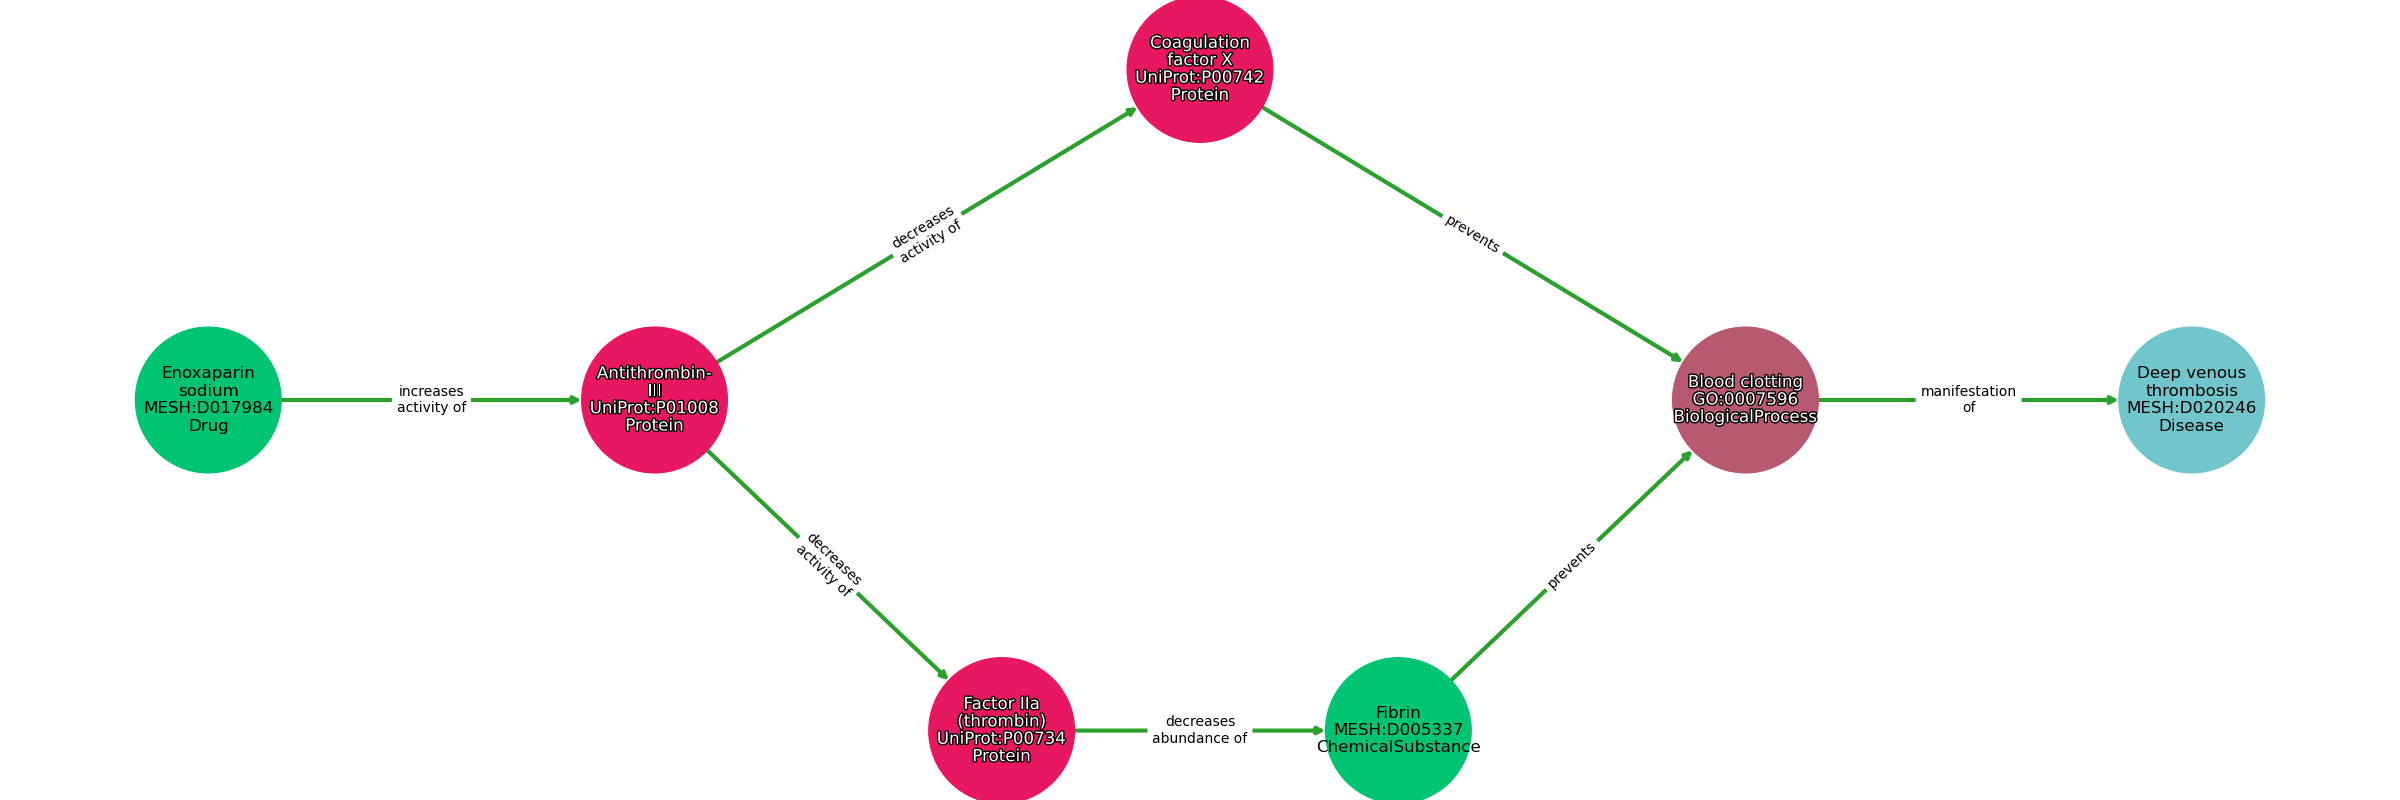 Coagulation
factor X
UniProt:P00742
Protein
decreases
activity of
prevents
Enoxaparin
sodium
MESH:D017984
Drug
increases
activity of
Antithrombin-
III
UniProt:P01008
Protein
Blood clotting
GO:0007596
BiologicalProcess
manifestation
of
Deep venous
thrombosis
MESH:D020246
Disease
decreases
activity of
prevents
Factor IIa
(thrombin)
UniProt:P00734
Protein
decreases
abundance of
Fibrin
MESH:D005337
ChemicalSubstance